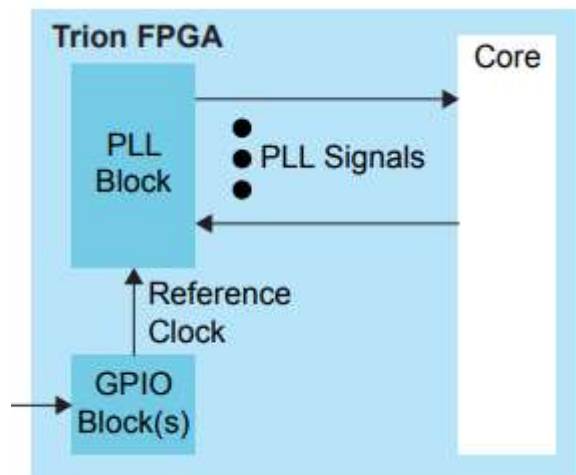 Trion FPGA
Core
PLL
Block
PLL Signals
Reference
Clock
GPIO
Block(s)